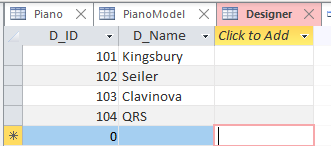 Piano PianoModel Designer
D_ID D_Name Click to Add
101 Kingsbury
102 Seiler
103 Clavinova
104 QRS
* 0